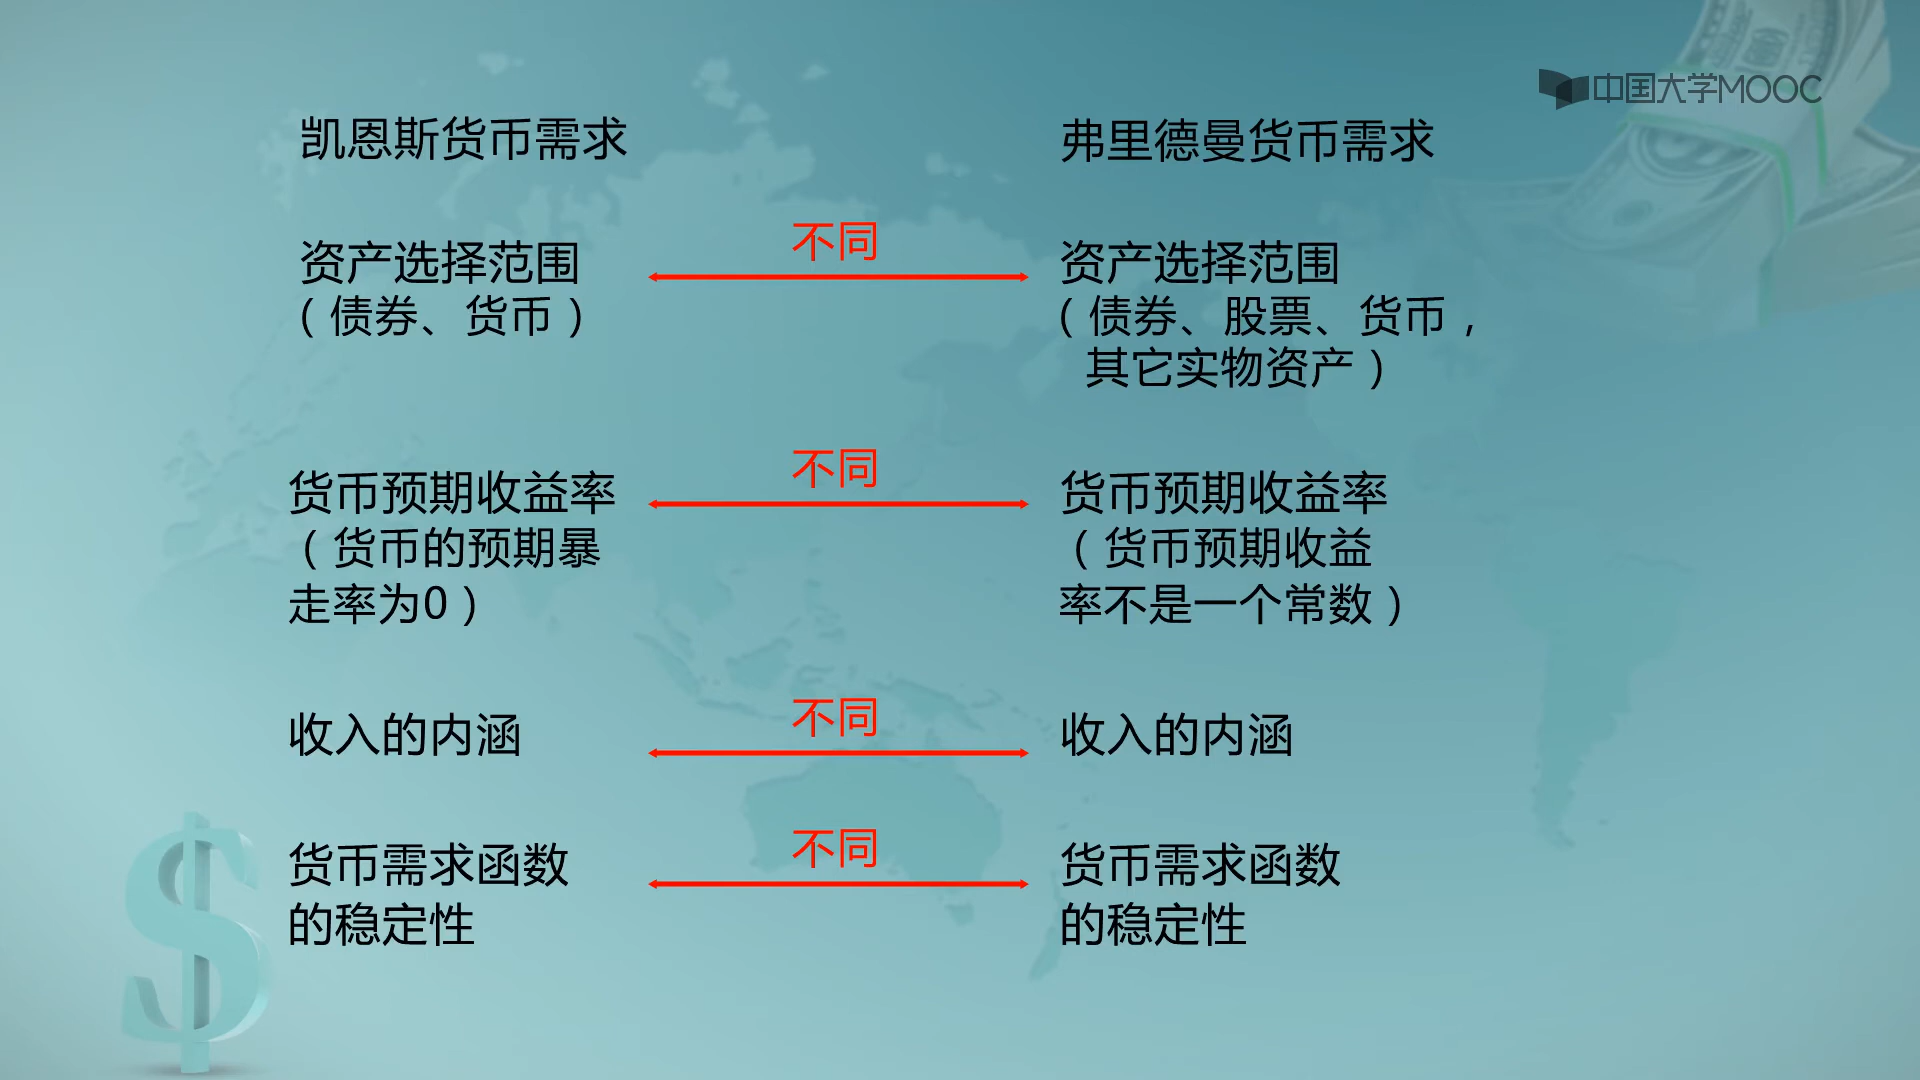 中国大学MOOC
凯恩斯货币需求
弗里德曼货币需求
资产选择范围
（债券、货币）
不同
资产选择范围
（债券、股票、货币，
其它实物资产）
货币预期收益率
（货币的预期暴
走率为0）
不同
货币预期收益率
（货币预期收益
率不是一个常数）
收入的内涵
不同
收入的内涵
货币需求函数
的稳定性
不同
货币需求函数
的稳定性